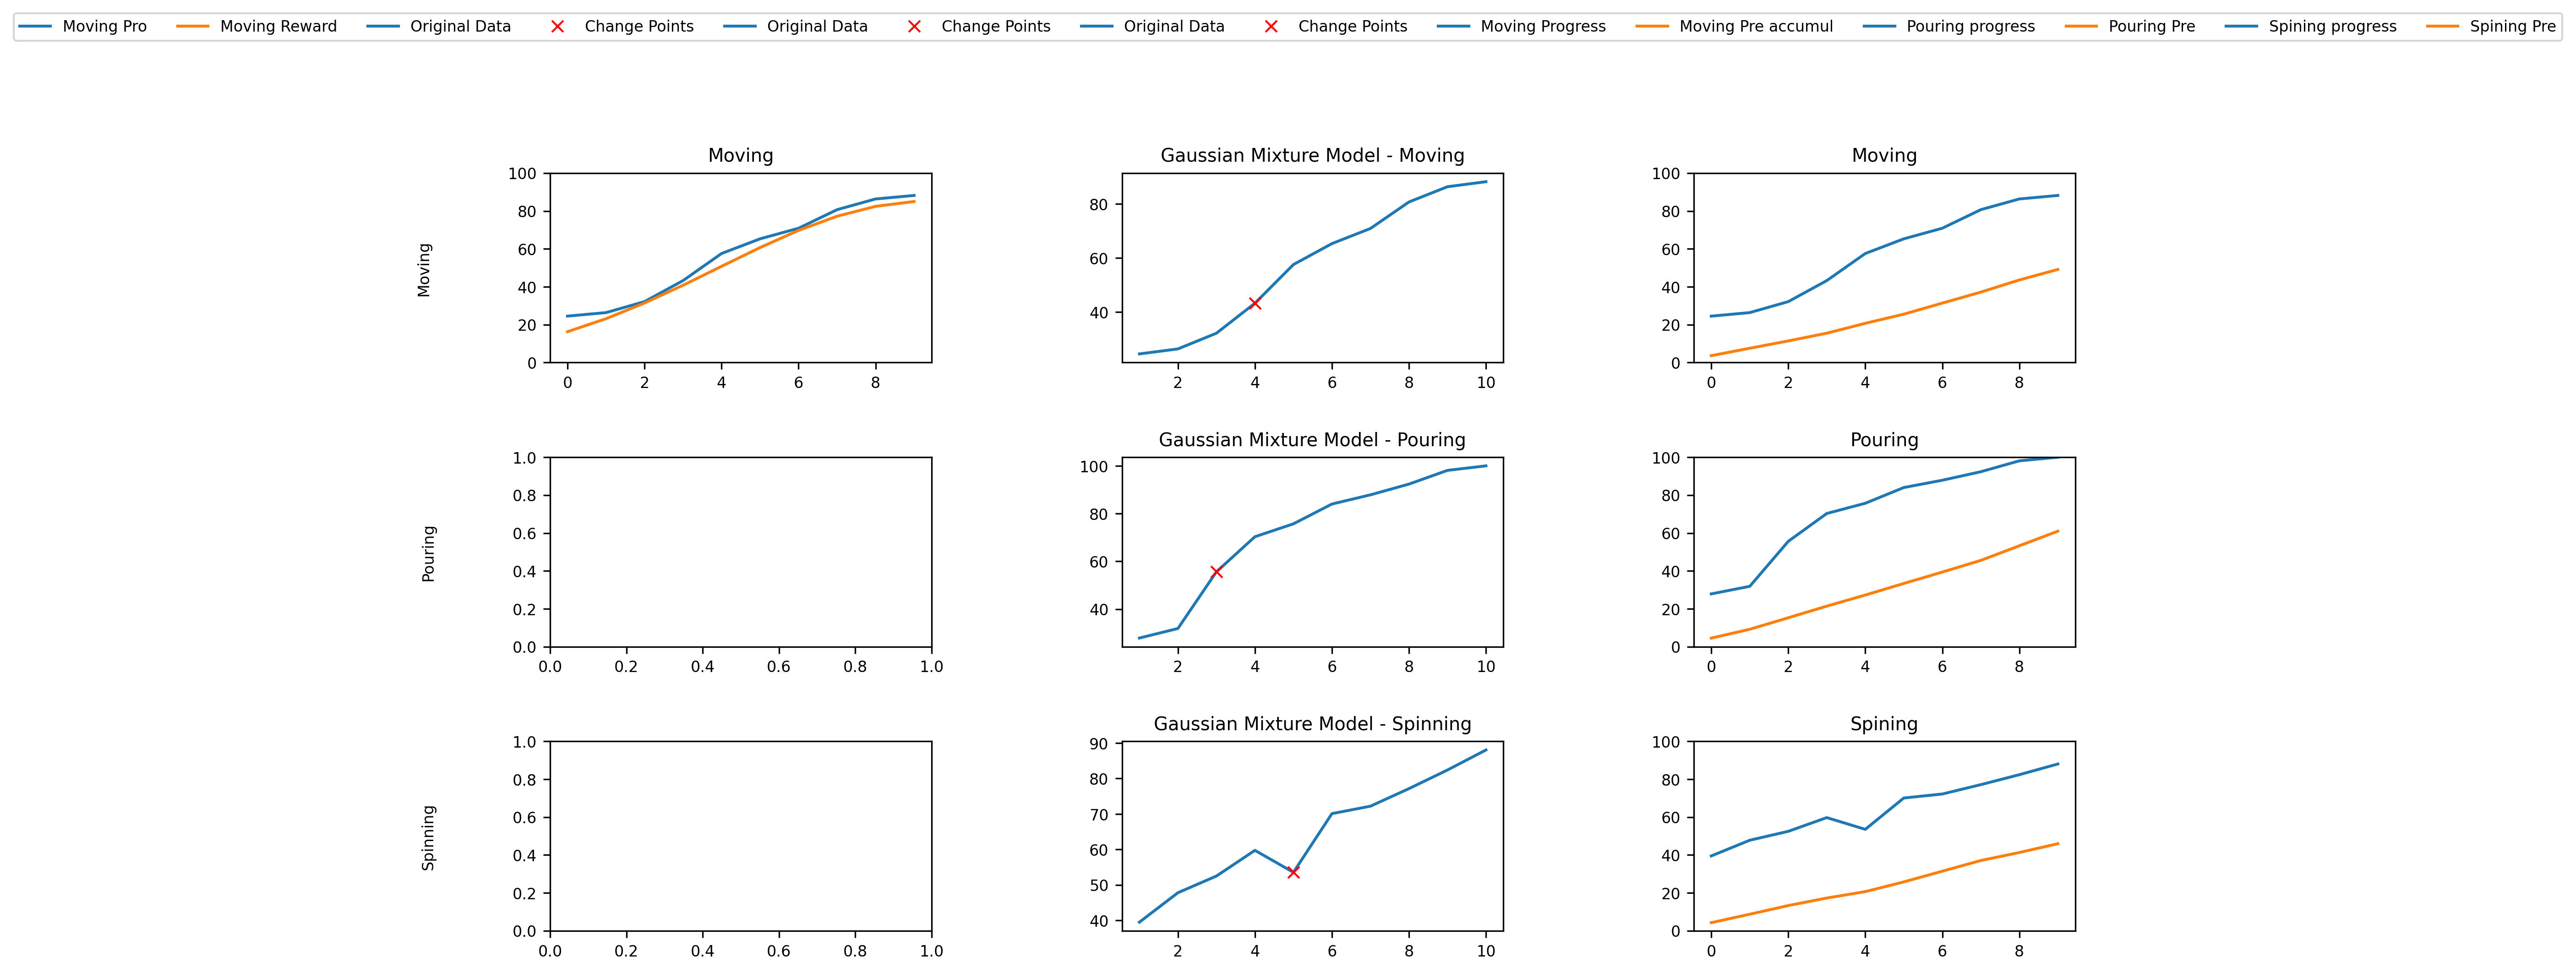 Moving Pro Moving Reward Original Data Change Points Original Data Change Points Original Data Change Points Moving Progress Moving Pre accumul Pouring progress Pouring Pre Spining progress Spining Pre
Moving
Moving
100
80
60
40
20
0
0 2 4 6 8
Gaussian Mixture Model - Moving
80
60
40
2 4 6 8 10
Moving
100
80
60
40
20
0
0 2 4 6 8
Pouring
1.0
0.8
0.6
0.4
0.2
0.0
0.0 0.2 0.4 0.6 0.8 1.0
Gaussian Mixture Model - Pouring
100
80
60
40
2 4 6 8 10
Pouring
100
80
60
40
20
0
0 2 4 6 8
Spinning
1.0
0.8
0.6
0.4
0.2
0.0
0.0 0.2 0.4 0.6 0.8 1.0
Gaussian Mixture Model - Spinning
90
80
70
60
50
40
2 4 6 8 10
Spining
100
80
60
40
20
0
0 2 4 6 8